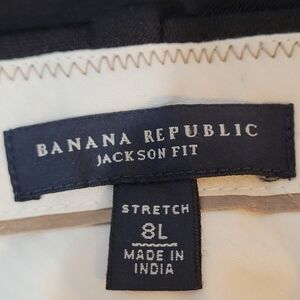 BANANA REPUBLIC
JACKSON FIT
STRETCH
8L
MADE IN
INDIA